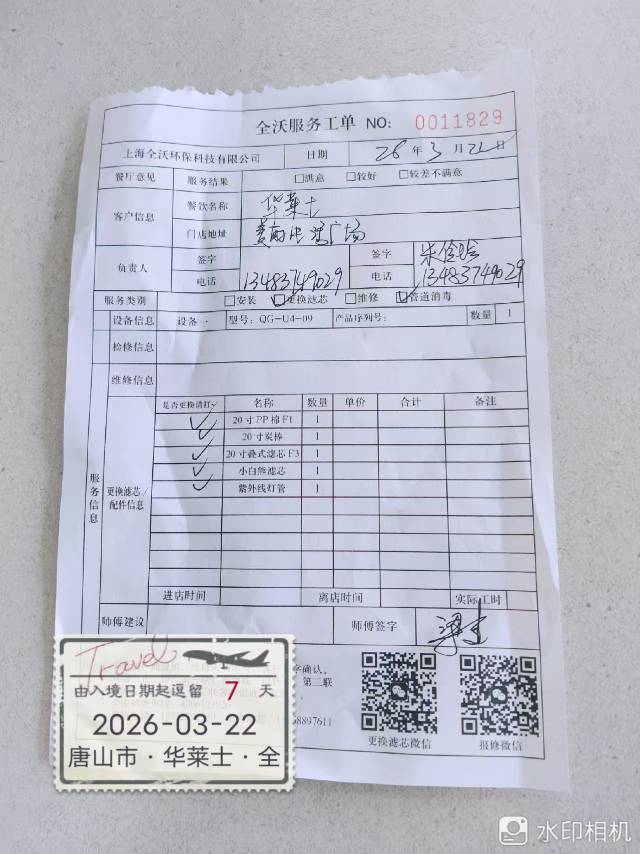 全沃服务工单 NO: 0011829
上海全沃环保科技有限公司 日期 26年3月22日
餐厅意见 服务结果 □满意 □较好 □较差不满意
客户信息 餐饮名称 华莱士
门店地址 广场
负责人 签字 签字
电话 13483749029 电话 13483749029
服务类别 □安装 ☑更换滤芯 □维修 ☑管道消毒
设备信息 设备一 型号: QG-U4-09 产品序列号: 数量 1
检修信息
维修信息
服务信息
更换滤芯/配件信息
是否更换请打✓ 名称 数量 单价 合计 备注
✓ 20寸PP棉F1 1
✓ 20寸炭棒 1
✓ 20寸叠式滤芯F3 1
✓ 小白熊滤芯 1
✓ 紫外线灯管 1
进店时间 离店时间 实际工时
师傅建议 师傅签字
字确认,
第二联
8897611
更换滤芯微信 报修微信
Travel
由入境日期起逗留 7 天
2026-03-22
唐山市·华莱士·全
水印相机